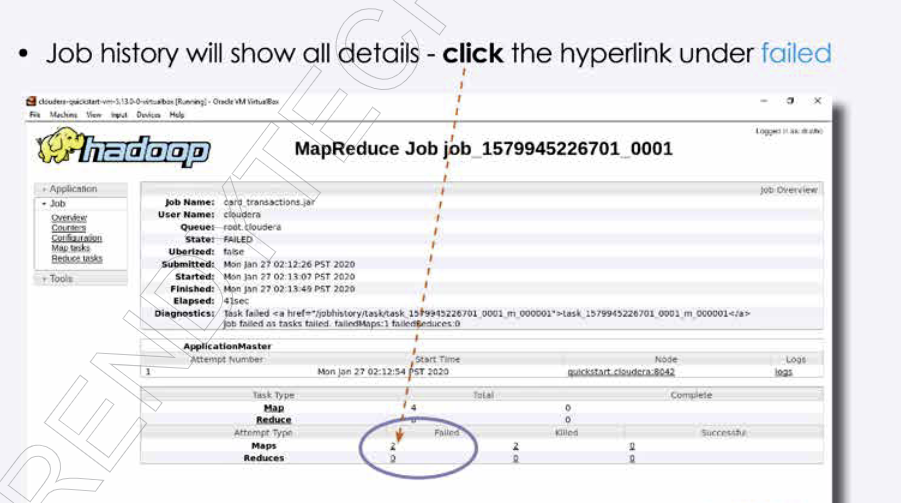 • Job history will show all details - click the hyperlink under failed
cloudera-quickstart-vm-5.13.0-0-virtualbox [Running] - Oracle VM VirtualBox
File Machine View Input Devices Help
hadoop
MapReduce Job job_1579945226701_0001
Logged in as: dr.who
Application
Job
Overview
Counters
Configuration
Map tasks
Reduce tasks
Tools
Job Overview
Job Name: card_transactions.jar
User Name: cloudera
Queue: root.cloudera
State: FAILED
Uberized: false
Submitted: Mon Jan 27 02:12:26 PST 2020
Started: Mon Jan 27 02:13:07 PST 2020
Finished: Mon Jan 27 02:13:49 PST 2020
Elapsed: 41sec
Diagnostics: Task failed <a href="/jobhistory/task/task_1579945226701_0001_m_000001">task_1579945226701_0001_m_000001</a>
Job failed as tasks failed. failedMaps:1 failedReduces:0
ApplicationMaster
Attempt Number Start Time Node Logs
1 Mon Jan 27 02:12:54 PST 2020 quickstart.cloudera:8042 logs
Task Type Total Complete
Map 4 0
Reduce 0
Attempt Type Failed Killed Successful
Maps 2 2 0
Reduces 0 0 0